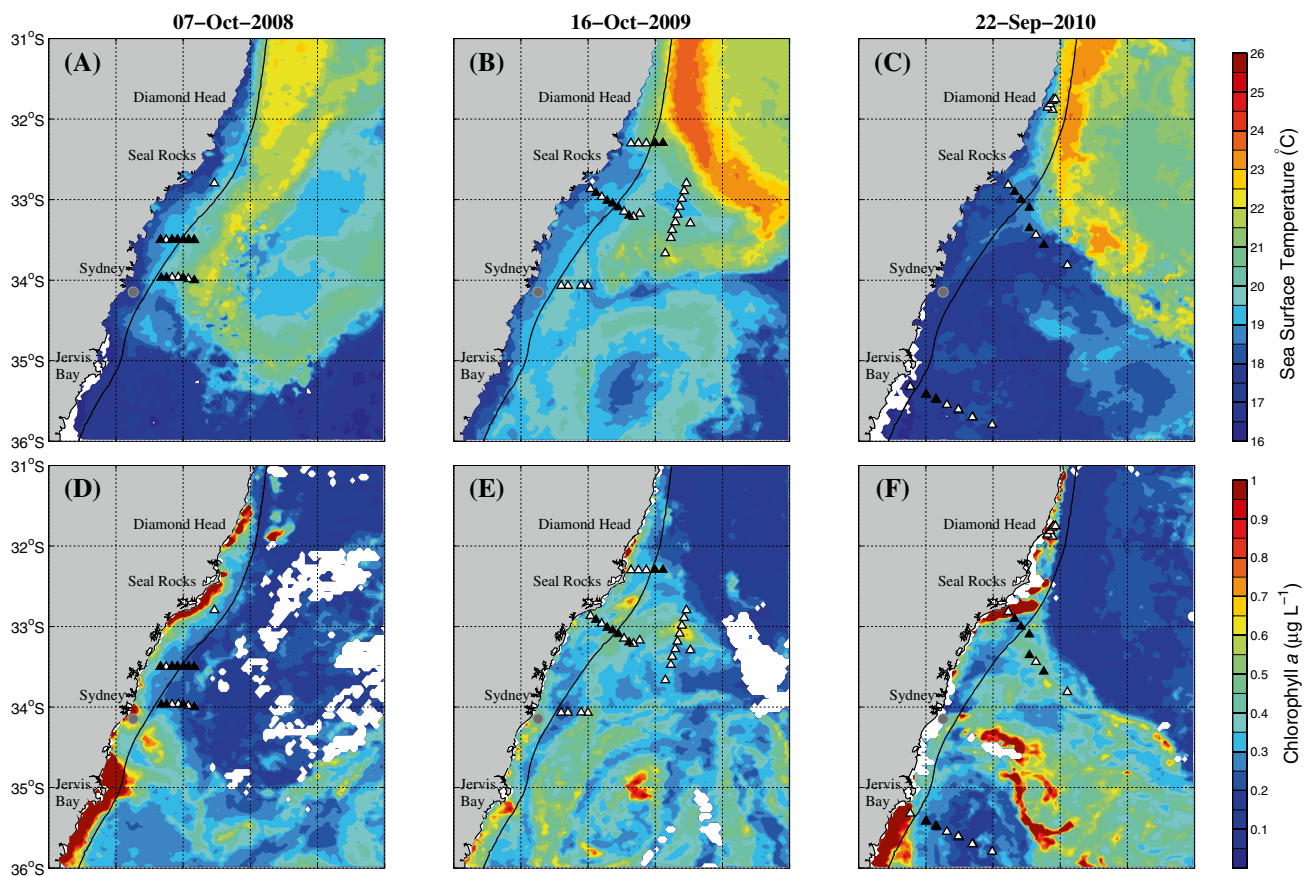 07−Oct−2008
16−Oct−2009
22−Sep−2010
31°S
32°S
33°S
34°S
35°S
36°S
(A)
Diamond Head
Seal Rocks
Sydney
Jervis
Bay
(B)
Diamond Head
Seal Rocks
Sydney
Jervis
Bay
(C)
Diamond Head
Seal Rocks
Sydney
Jervis
Bay
26
25
24
23
22
21
20
19
18
17
16
Sea Surface Temperature (°C)
31°S
32°S
33°S
34°S
35°S
36°S
(D)
Diamond Head
Seal Rocks
Sydney
Jervis
Bay
(E)
Diamond Head
Seal Rocks
Sydney
Jervis
Bay
(F)
Diamond Head
Seal Rocks
Sydney
Jervis
Bay
1
0.9
0.8
0.7
0.6
0.5
0.4
0.3
0.2
0.1
Chlorophyll a (µg L⁻¹)